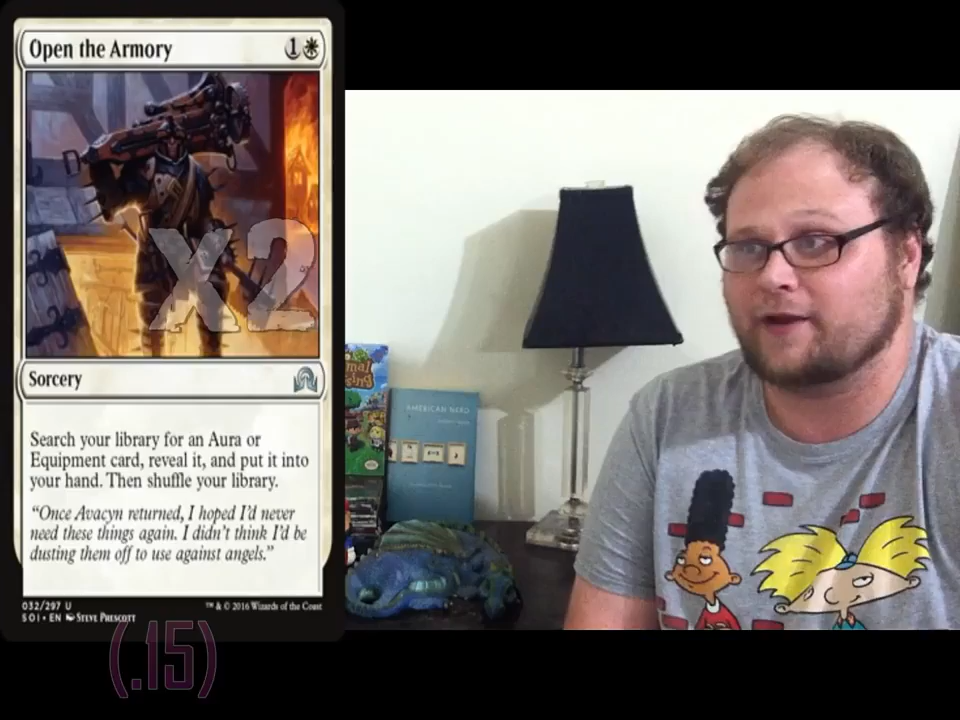 Open the Armory
1
x2
Sorcery
Search your library for an Aura or
Equipment card, reveal it, and put it into
your hand. Then shuffle your library.
"Once Avacyn returned, I hoped I'd never
need these things again. I didn't think I'd be
dusting them off to use against angels."
032/297 U
SOI • EN STEVE PRESCOTT
™ & © 2016 Wizards of the Coast
(.15)
AMERICAN NERD